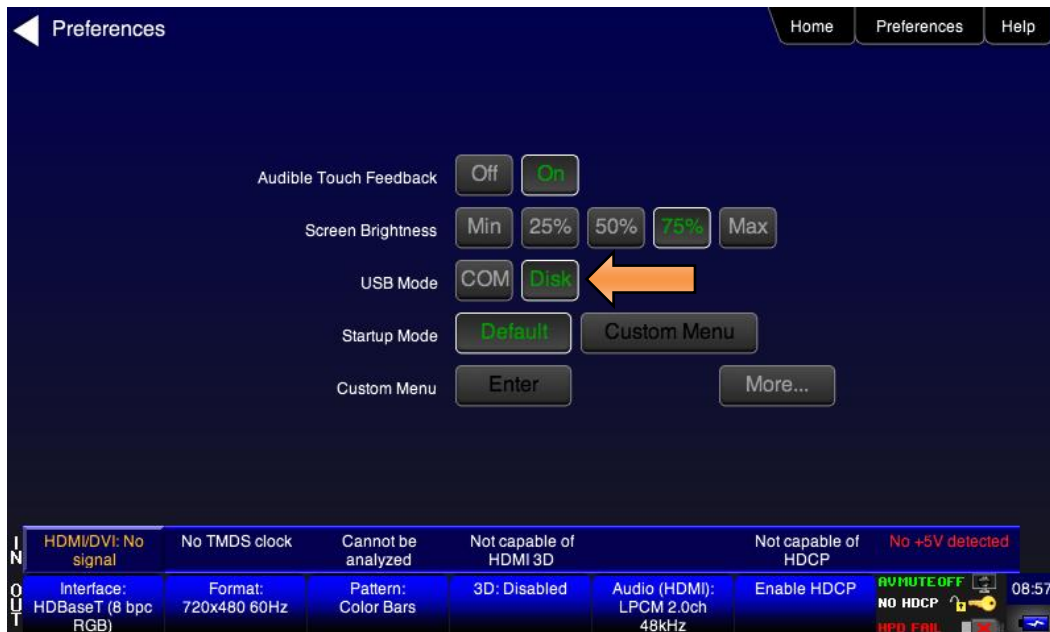 Preferences
Home Preferences Help
Audible Touch Feedback Off On
Screen Brightness Min 25% 50% 75% Max
USB Mode COM Disk
Startup Mode Default Custom Menu
Custom Menu Enter More...
IN
HDMI/DVI: No
signal
No TMDS clock
Cannot be
analyzed
Not capable of
HDMI 3D
Not capable of
HDCP
No +5V detected
OUT
Interface:
HDBaseT (8 bpc
RGB)
Format:
720x480 60Hz
Pattern:
Color Bars
3D: Disabled
Audio (HDMI):
LPCM 2.0ch
48kHz
Enable HDCP
AVMUTE OFF
NO HDCP
HPD FAIL
08:57